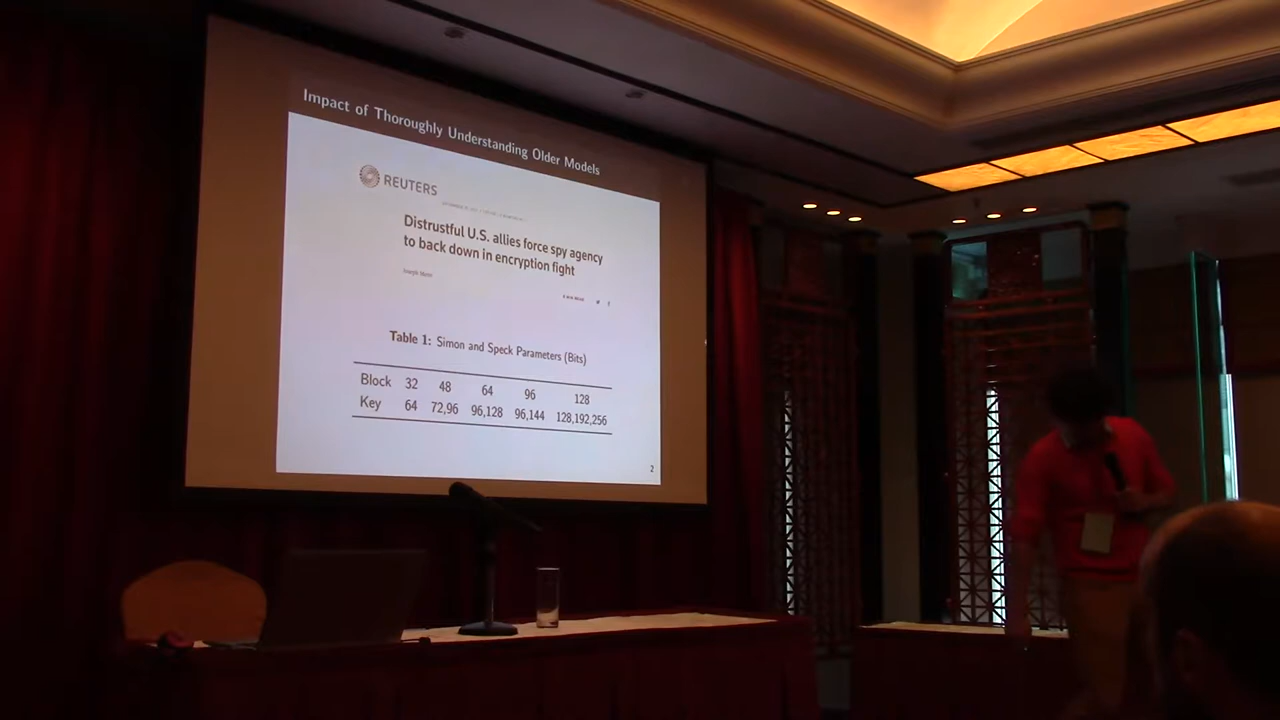 Impact of Thoroughly Understanding Older Models
REUTERS
Distrustful U.S. allies force spy agency
to back down in encryption fight
Table 1: Simon and Speck Parameters (Bits)
Block 32 48 64 96 128
Key 64 72,96 96,128 96,144 128,192,256
2